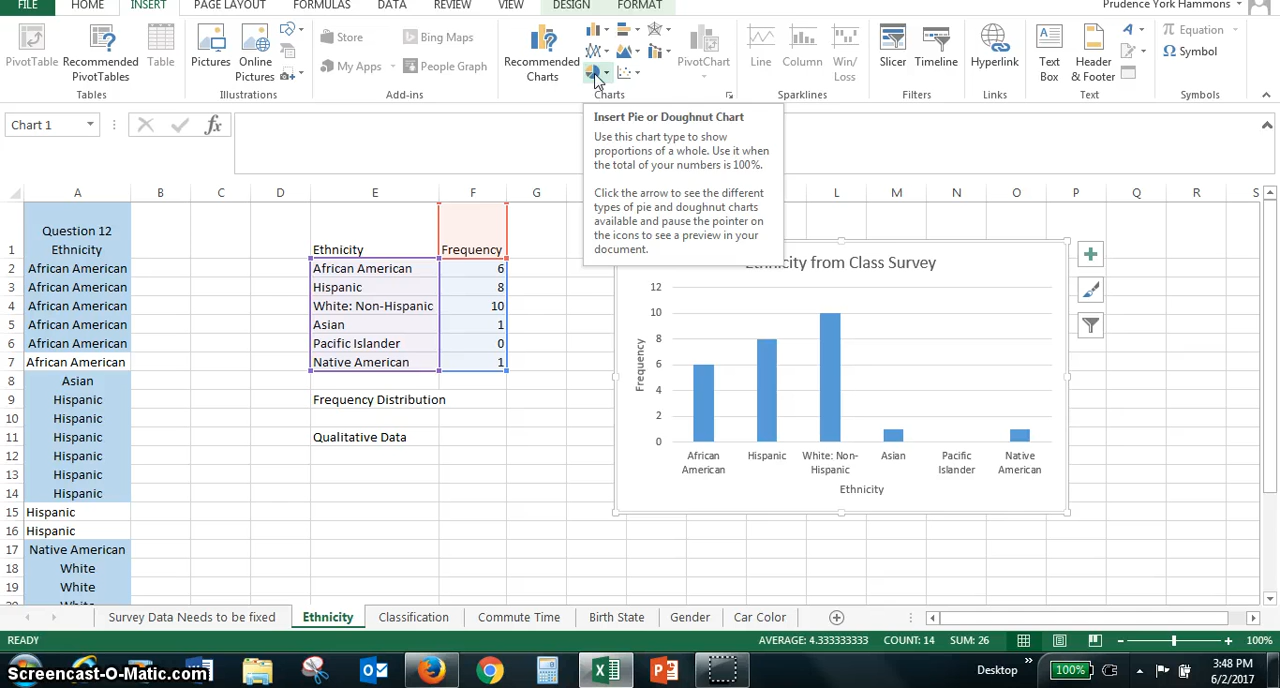 FILE HOME INSERT PAGE LAYOUT FORMULAS DATA REVIEW VIEW DESIGN FORMAT Prudence York Hammons
PivotTable Recommended PivotTables Table
Tables
Pictures Online Pictures
Illustrations
Store
My Apps
Bing Maps
People Graph
Add-ins
Recommended Charts
PivotChart
Charts
Line Column Win/ Loss
Sparklines
Slicer Timeline
Filters
Hyperlink
Links
Text Box Header & Footer
Text
Equation
Symbol
Symbols
Chart 1 fx
Insert Pie or Doughnut Chart
Use this chart type to show
proportions of a whole. Use it when
the total of your numbers is 100%.
Click the arrow to see the different
types of pie and doughnut charts
available and pause the pointer on
the icons to see a preview in your
document.
A B C D E F G L M N O P Q R S
Question 12
1 Ethnicity Ethnicity Frequency
2 African American African American 6
3 African American Hispanic 8
4 African American White: Non-Hispanic 10
5 African American Asian 1
6 African American Pacific Islander 0
7 African American Native American 1
8 Asian
9 Hispanic Frequency Distribution
10 Hispanic
11 Hispanic Qualitative Data
12 Hispanic
13 Hispanic
14 Hispanic
15 Hispanic
16 Hispanic
17 Native American
18 White
19 White
White
Ethnicity from Class Survey
12
10
8
6
4
2
0
Frequency
African American
Hispanic
White: Non-Hispanic
Asian
Pacific Islander
Native American
Ethnicity
Survey Data Needs to be fixed Ethnicity Classification Commute Time Birth State Gender Car Color
READY AVERAGE: 4.333333333 COUNT: 14 SUM: 26 100%
Screencast-O-Matic.com
Desktop » 100% 3:48 PM
6/2/2017